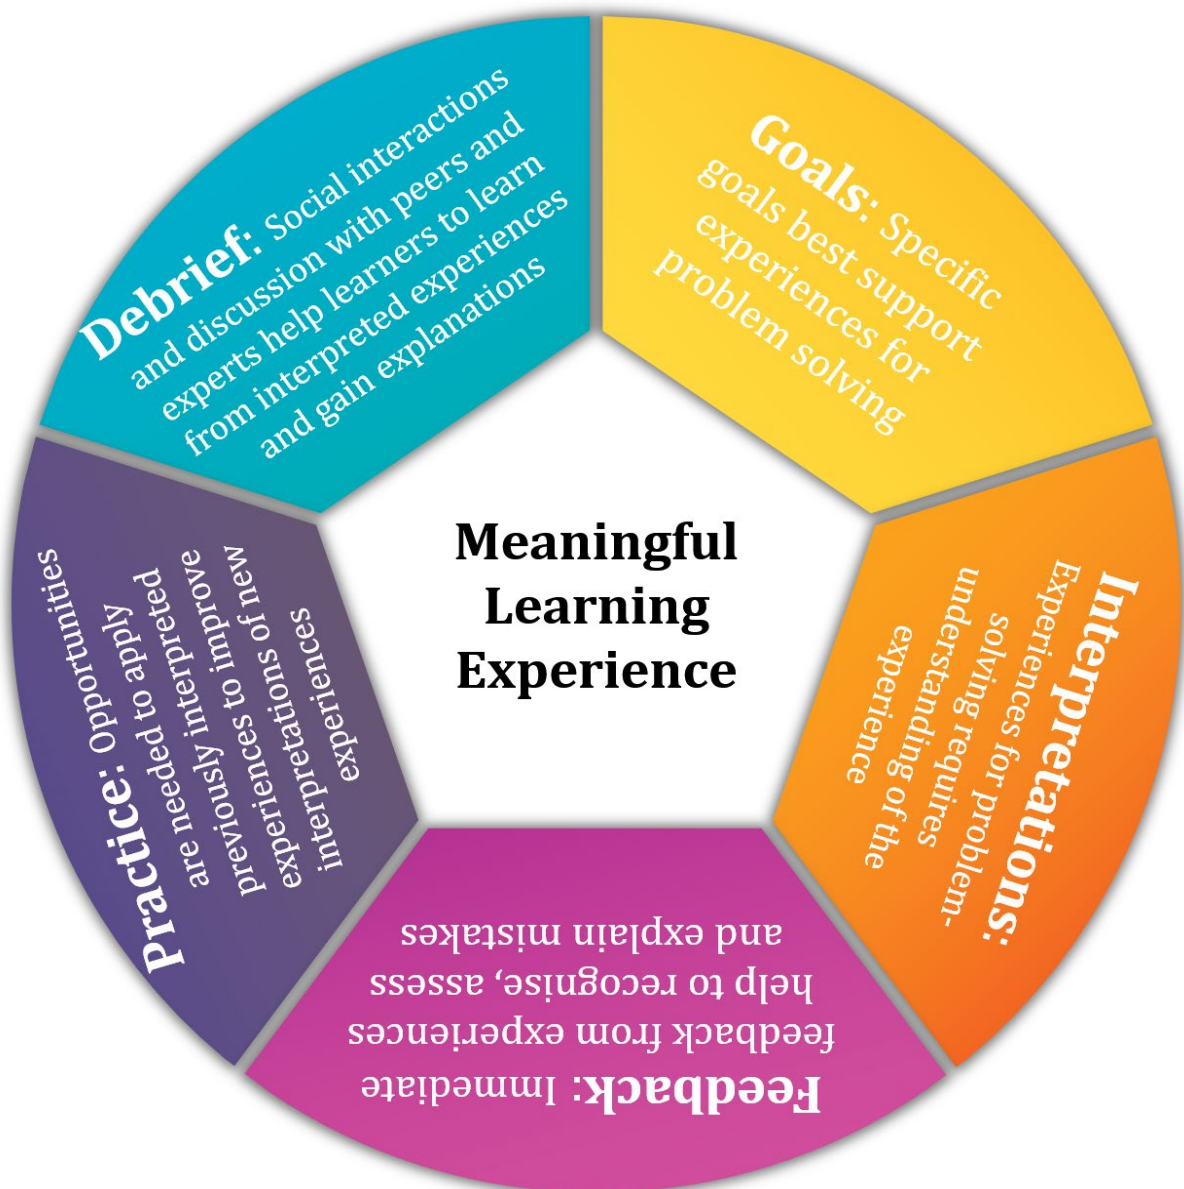 Meaningful
Learning
Experience
Goals: Specific
goals best support
experiences for
problem solving
Interpretations:
Experiences for problem-
solving requires
understanding of the
experience
Feedback: Immediate
feedback from experiences
help to recognise, assess
and explain mistakes
Practice: Opportunities
are needed to apply
previously interpreted
experiences to improve
interpretations of new
experiences
Debrief: Social interactions
and discussion with peers and
experts help learners to learn
from interpreted experiences
and gain explanations